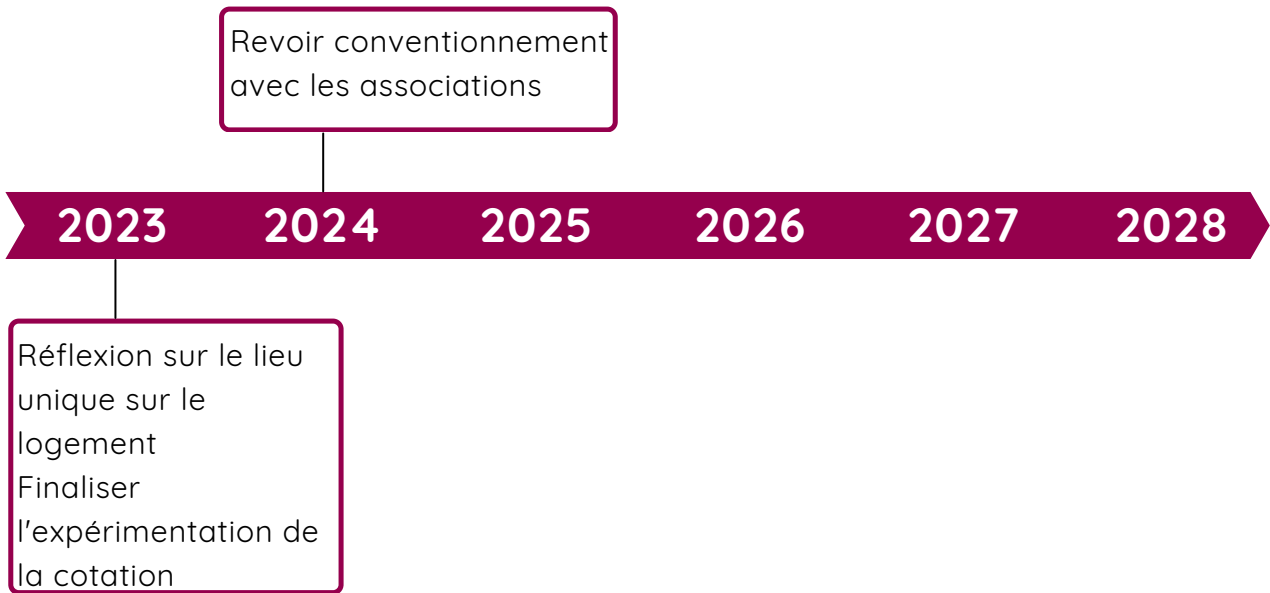 Revoir conventionnement
avec les associations
2023 2024 2025 2026 2027 2028
Réflexion sur le lieu
unique sur le
logement
Finaliser
l'expérimentation de
la cotation